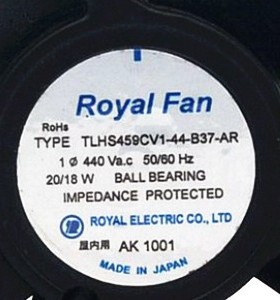 Royal Fan
RoHs
TYPE TLHS459CV1-44-B37-AR
1 Ø 440 Va.c 50/60 Hz
20/18 W BALL BEARING
IMPEDANCE PROTECTED
ROYAL ELECTRIC CO., LTD
屋内用 AK 1001
MADE IN JAPAN